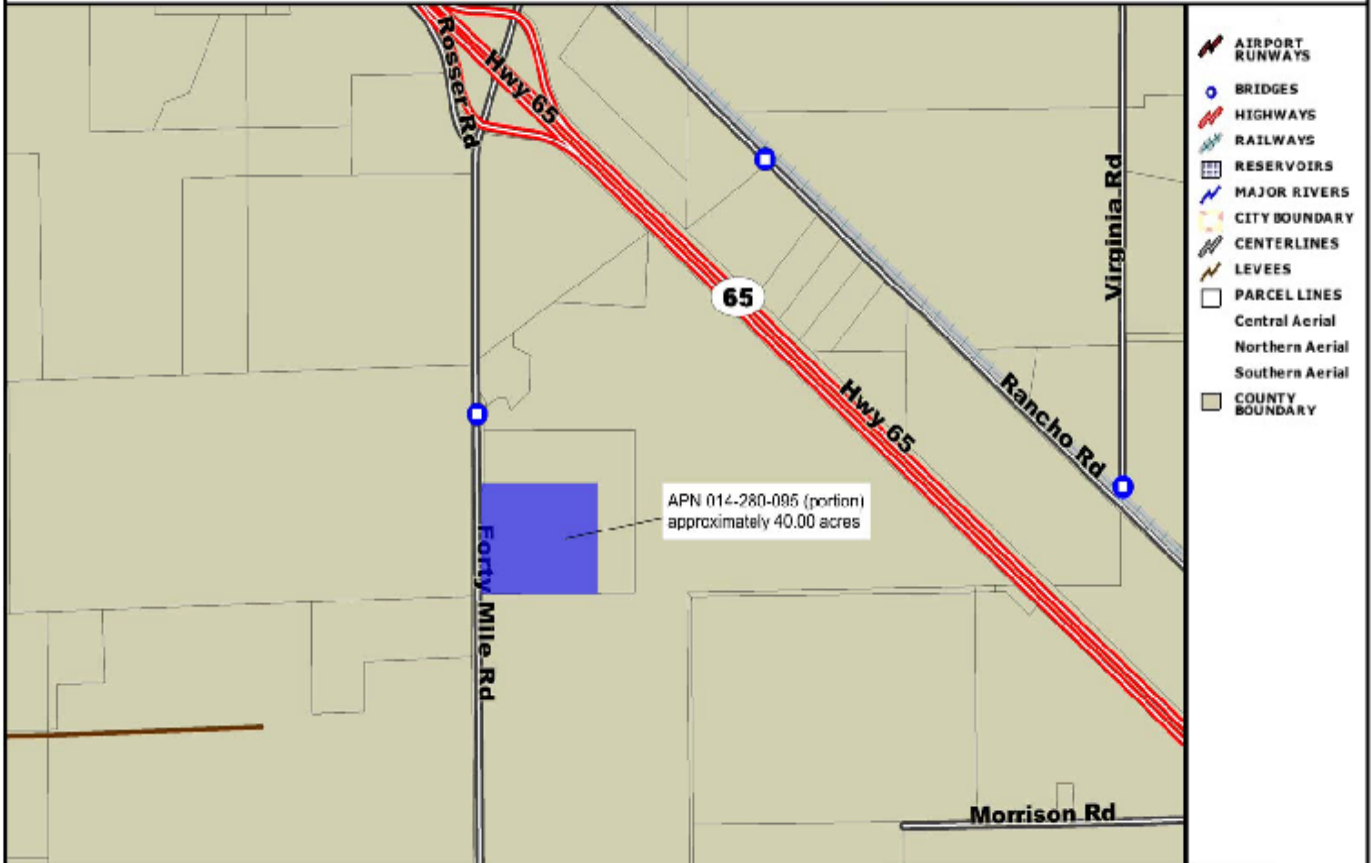 Rosser Rd
Hwy 65
65
Virginia Rd
Hwy 65
Rancho Rd
APN 014-280-095 (portion)
approximately 40.00 acres
Forty Mile Rd
Morrison Rd
AIRPORT
RUNWAYS
BRIDGES
HIGHWAYS
RAILWAYS
RESERVOIRS
MAJOR RIVERS
CITY BOUNDARY
CENTERLINES
LEVEES
PARCEL LINES
Central Aerial
Northern Aerial
Southern Aerial
COUNTY
BOUNDARY